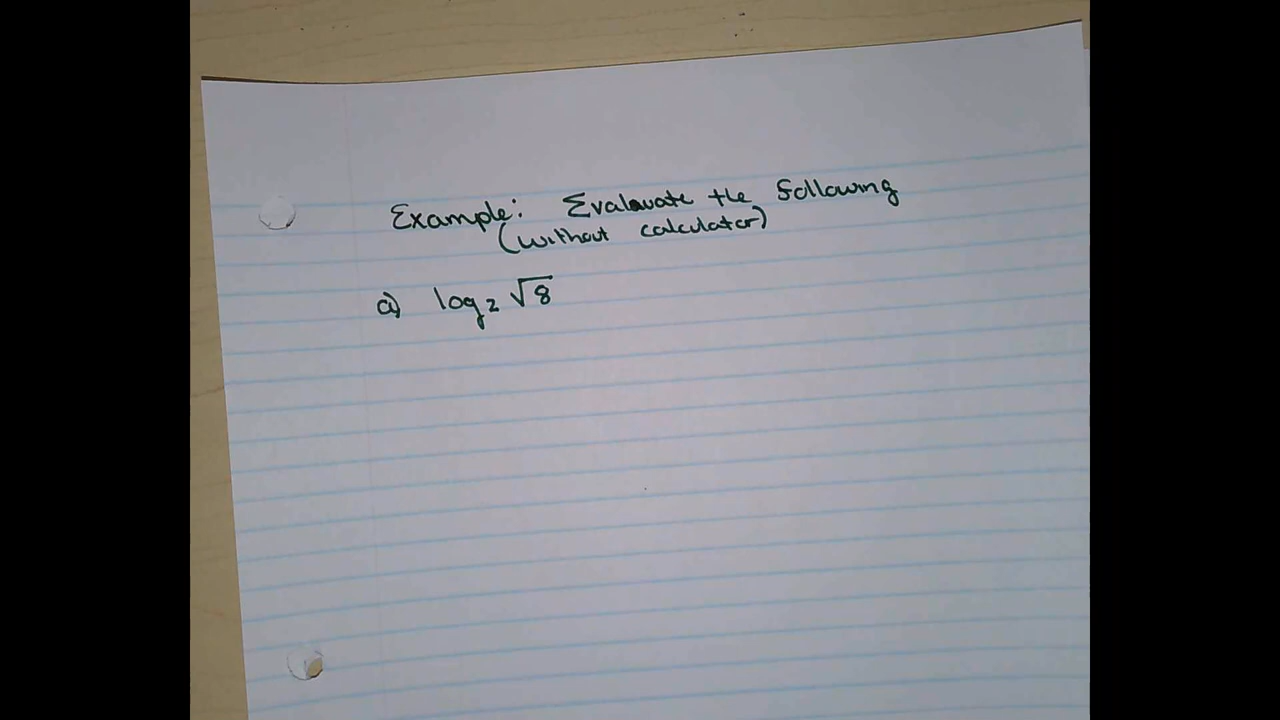 Example: Evaluate the following
(without calculator)
a) log₂ √8